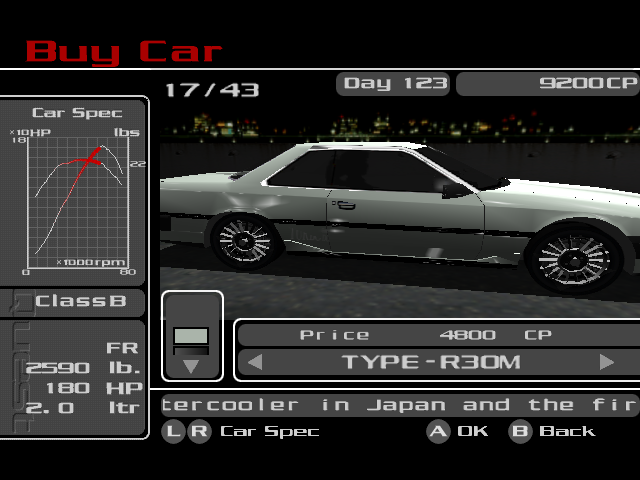 Buy Car
17/43
Day 123
9200CP
Car Spec
×10HP
lbs
18
22
×1000rpm
0
80
ClassB
FR
2590 lb.
180 HP
2.0 ltr
Price 4800 CP
TYPE-R30M
tercooler in Japan and the fir
L R Car Spec
A OK B Back